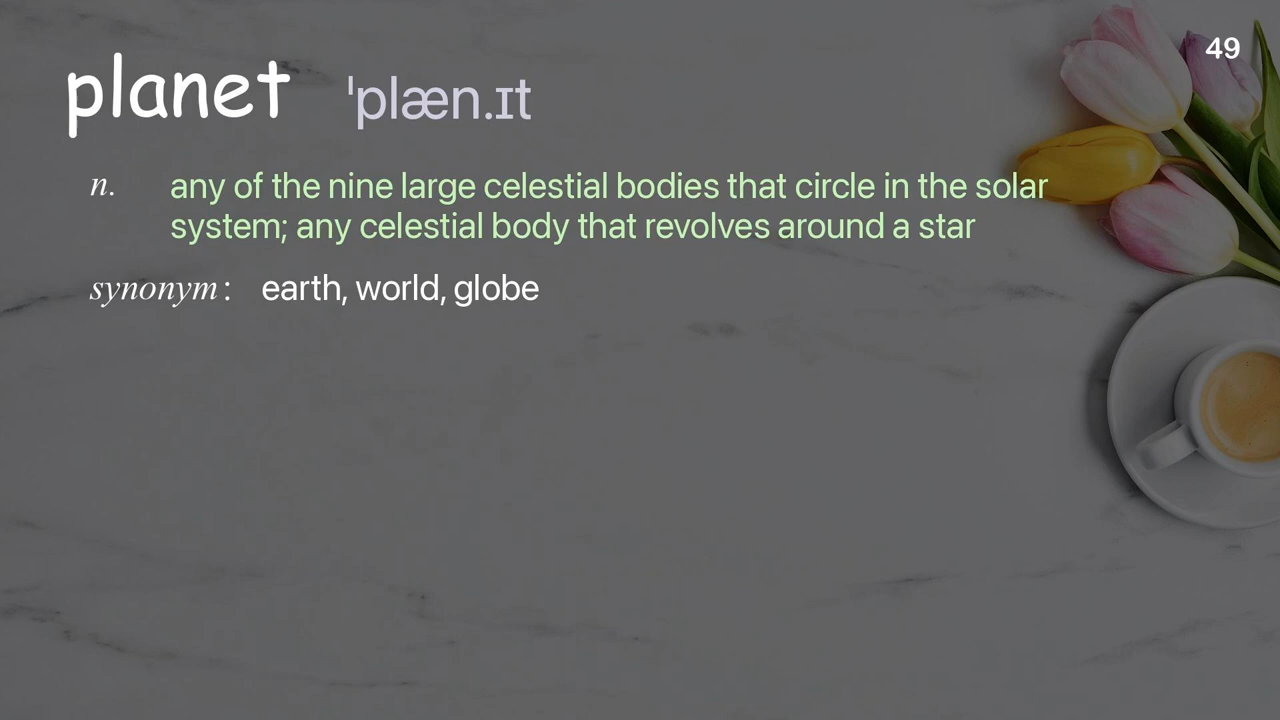 49
planet ˈplæn.ɪt
n. any of the nine large celestial bodies that circle in the solar
system; any celestial body that revolves around a star
synonym: earth, world, globe